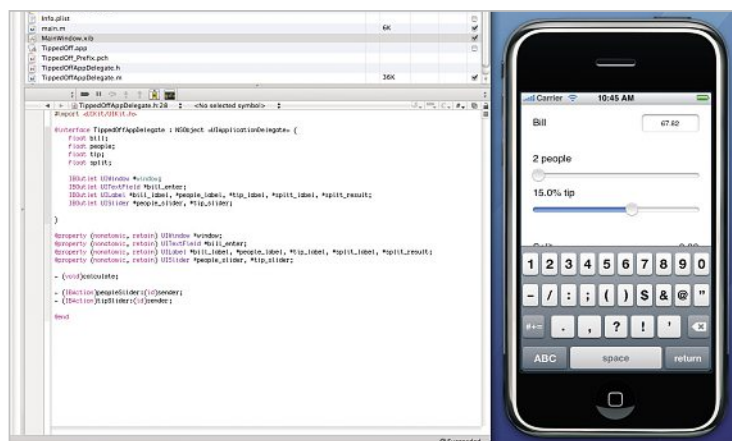 Info.plist
main.m 6K
MainWindow.xib
TippedOff.app
TippedOff_Prefix.pch
TippedOffAppDelegate.h
TippedOffAppDelegate.m 36K
TippedOffAppDelegate.h:28 <No selected symbol>
#import <UIKit/UIKit.h>
@interface TippedOffAppDelegate : NSObject <UIApplicationDelegate> {
float bill;
float people;
float tip;
float split;
IBOutlet UIWindow *window;
IBOutlet UITextField *bill_enter;
IBOutlet UILabel *bill_label, *people_label, *tip_label, *split_label, *split_result;
IBOutlet UISlider *people_slider, *tip_slider;
}
@property (nonatomic, retain) UIWindow *window;
@property (nonatomic, retain) UITextField *bill_enter;
@property (nonatomic, retain) UILabel *bill_label, *people_label, *tip_label, *split_label, *split_result;
@property (nonatomic, retain) UISlider *people_slider, *tip_slider;
- (void)calculate;
- (IBAction)peopleSlider:(id)sender;
- (IBAction)tipSlider:(id)sender;
@end
Carrier 10:45 AM
Bill 67.82
2 people
15.0% tip
1 2 3 4 5 6 7 8 9 0
- / : ; ( ) $ & @ "
#+= . , ? ! '
ABC space return